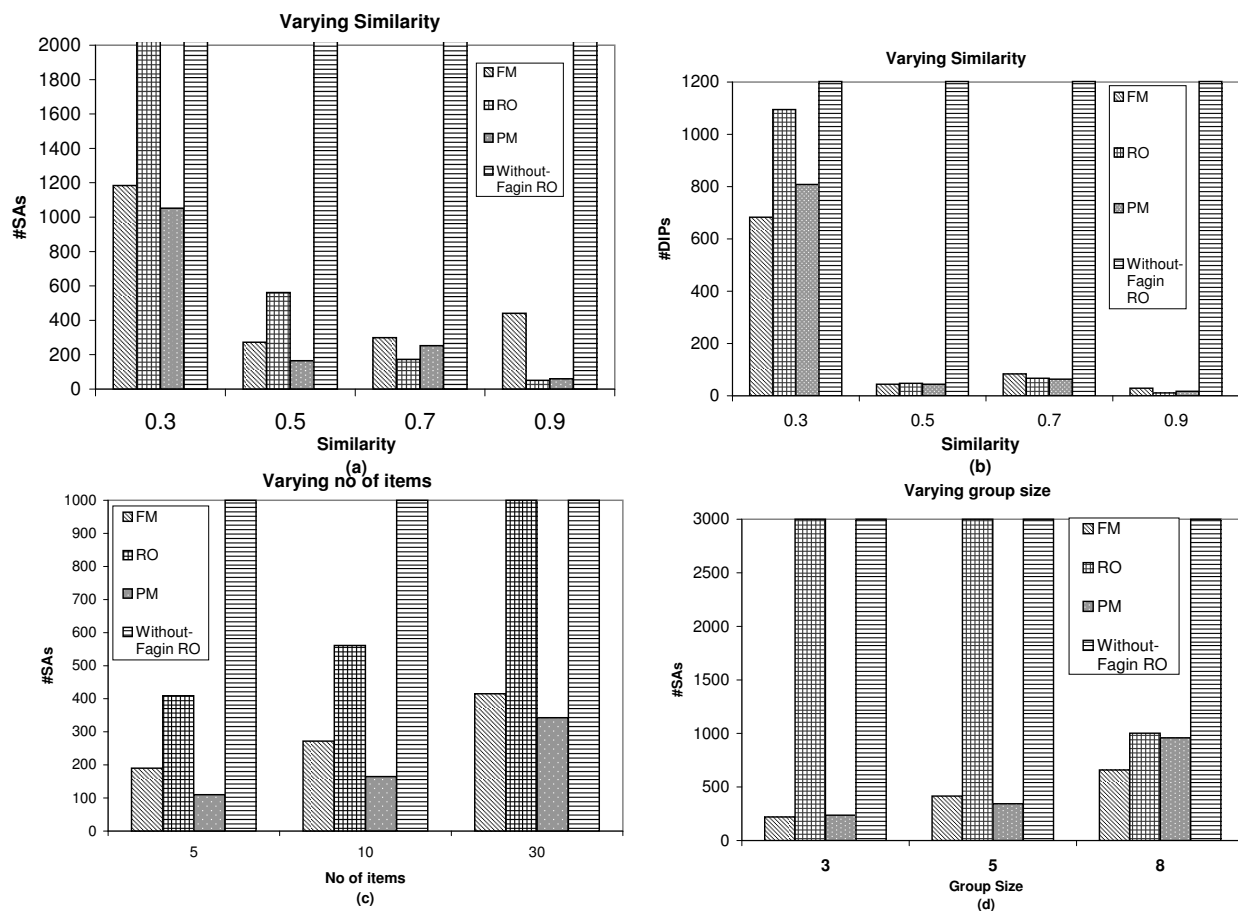 Varying Similarity
2000
1800
1600
1400
1200
1000
800
600
400
200
0
#SAs
FM
RO
PM
Without-
Fagin RO
0.3
0.5
0.7
0.9
Similarity
(a)
Varying Similarity
1200
1000
800
600
400
200
0
#DIPs
FM
RO
PM
Without-
Fagin
RO
0.3
0.5
0.7
0.9
Similarity
(b)
Varying no of items
1000
900
800
700
600
500
400
300
200
100
0
#SAs
FM
RO
PM
Without-
Fagin RO
5
10
30
No of items
(c)
Varying group size
3000
2500
2000
1500
1000
500
0
#SAs
FM
RO
PM
Without-
Fagin RO
3
5
8
Group Size
(d)